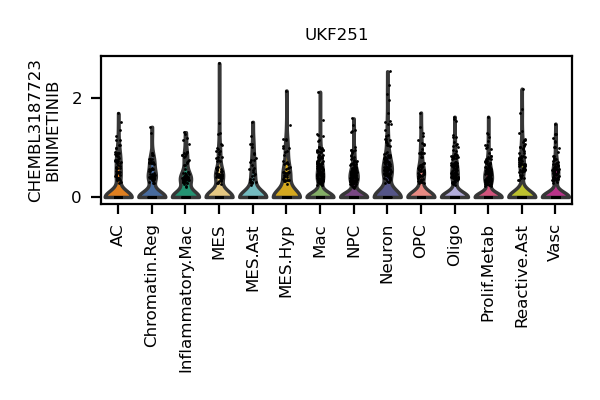 UKF251
CHEMBL3187723
BINIMETINIB
2
0
AC
Chromatin.Reg
Inflammatory.Mac
MES
MES.Ast
MES.Hyp
Mac
NPC
Neuron
OPC
Oligo
Prolif.Metab
Reactive.Ast
Vasc